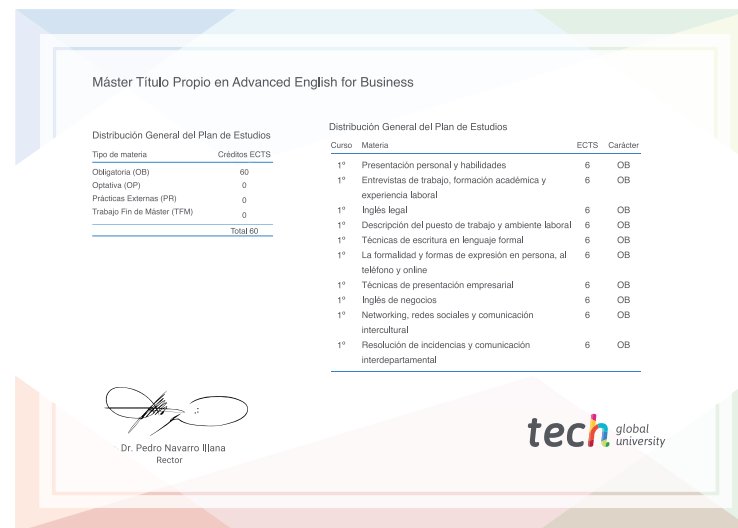 Máster Título Propio en Advanced English for Business
Distribución General del Plan de Estudios
Tipo de materia Créditos ECTS
Obligatoria (OB) 60
Optativa (OP) 0
Prácticas Externas (PR) 0
Trabajo Fin de Máster (TFM) 0
Total 60
Distribución General del Plan de Estudios
Curso Materia ECTS Carácter
1º Presentación personal y habilidades 6 OB
1º Entrevistas de trabajo, formación académica y 6 OB
experiencia laboral
1º Inglés legal 6 OB
1º Descripción del puesto de trabajo y ambiente laboral 6 OB
1º Técnicas de escritura en lenguaje formal 6 OB
1º La formalidad y formas de expresión en persona, al 6 OB
teléfono y online
1º Técnicas de presentación empresarial 6 OB
1º Inglés de negocios 6 OB
1º Networking, redes sociales y comunicación 6 OB
intercultural
1º Resolución de incidencias y comunicación 6 OB
interdepartamental
Dr. Pedro Navarro Illana
Rector
tech global
university